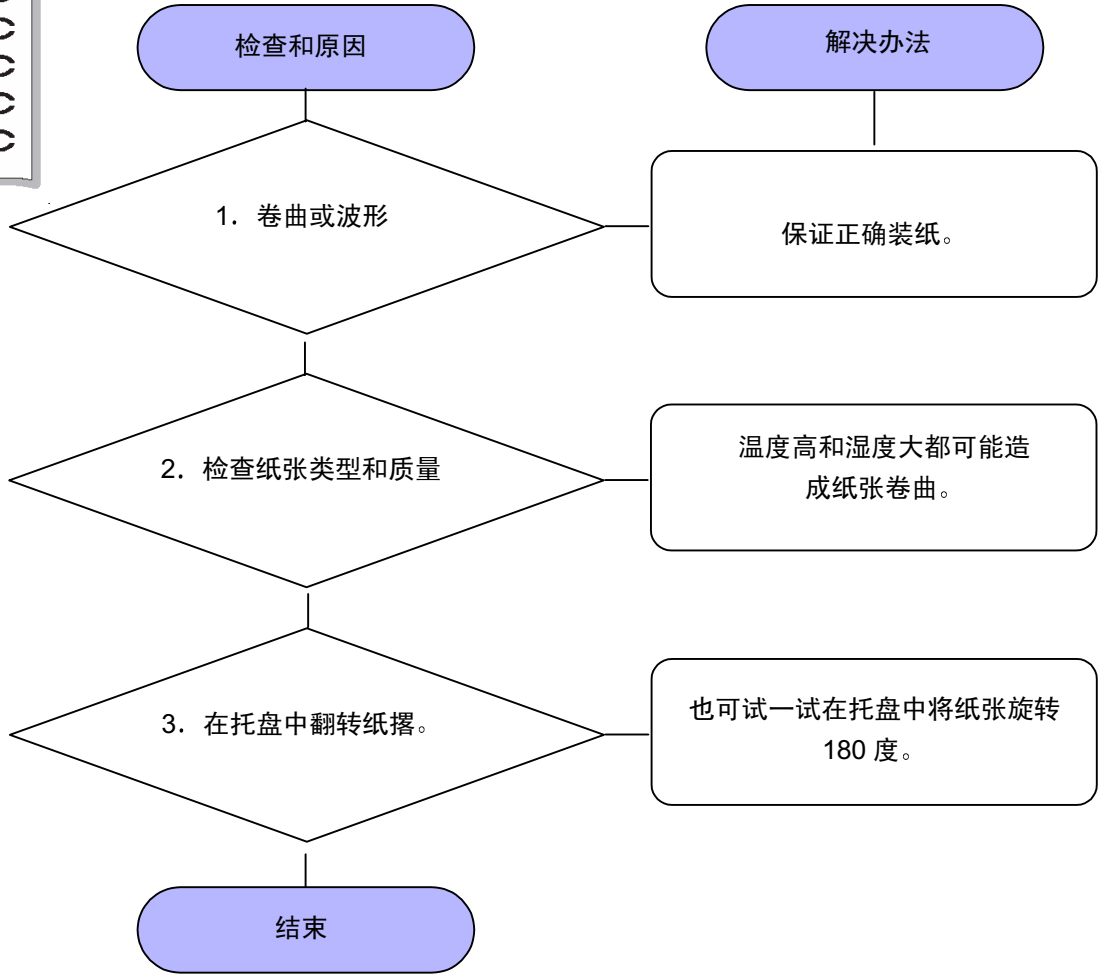 C
C
C
C
检查和原因
解决办法
1. 卷曲或波形
保证正确装纸。
2. 检查纸张类型和质量
温度高和湿度大都可能造
成纸张卷曲。
3. 在托盘中翻转纸撂。
也可试一试在托盘中将纸张旋转
180 度。
结束